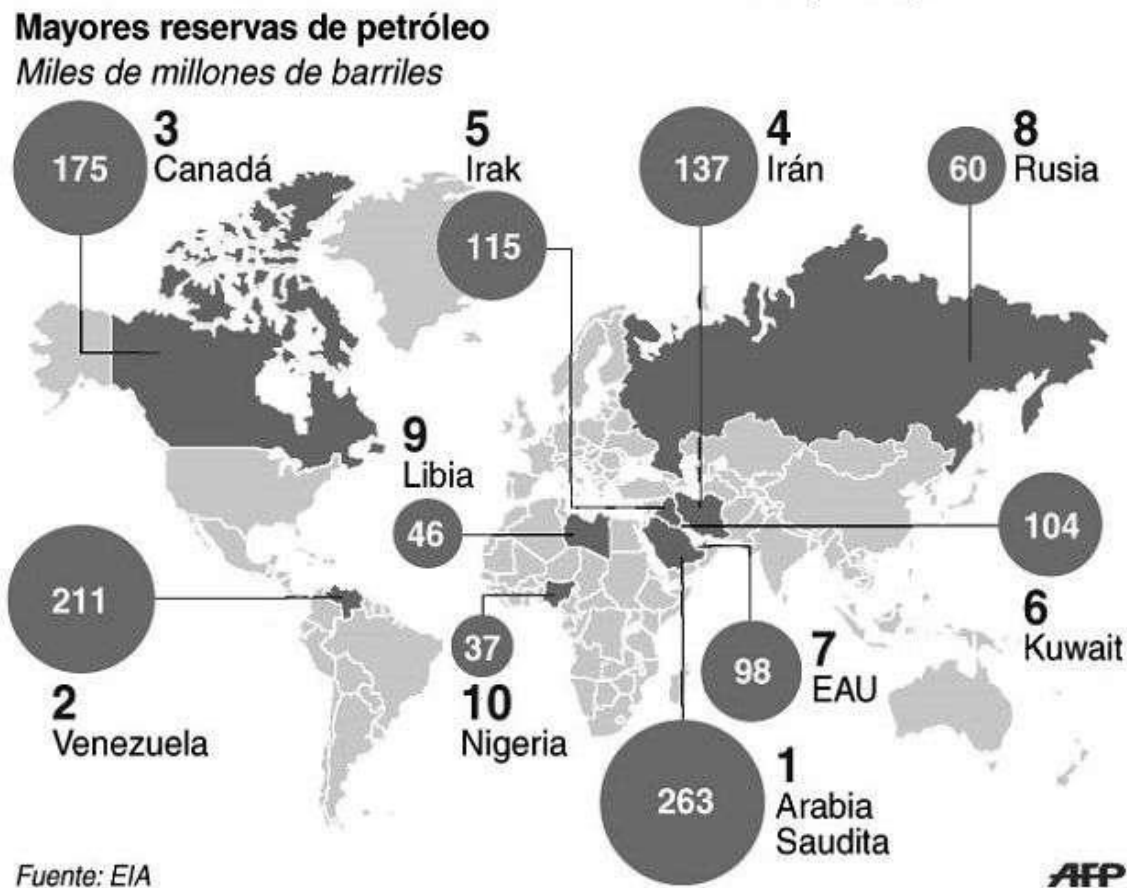 Mayores reservas de petróleo
Miles de millones de barriles
175
3
Canadá
5
Irak
115
137
4
Irán
60
8
Rusia
9
Libia
46
104
6
Kuwait
211
2
Venezuela
37
10
Nigeria
98
7
EAU
263
1
Arabia
Saudita
Fuente: EIA
AFP